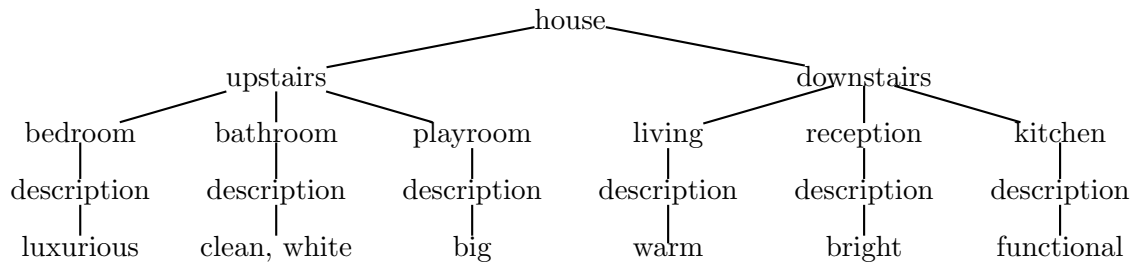 house
upstairs downstairs
bedroom bathroom playroom living reception kitchen
description description description description description description
luxurious clean, white big warm bright functional